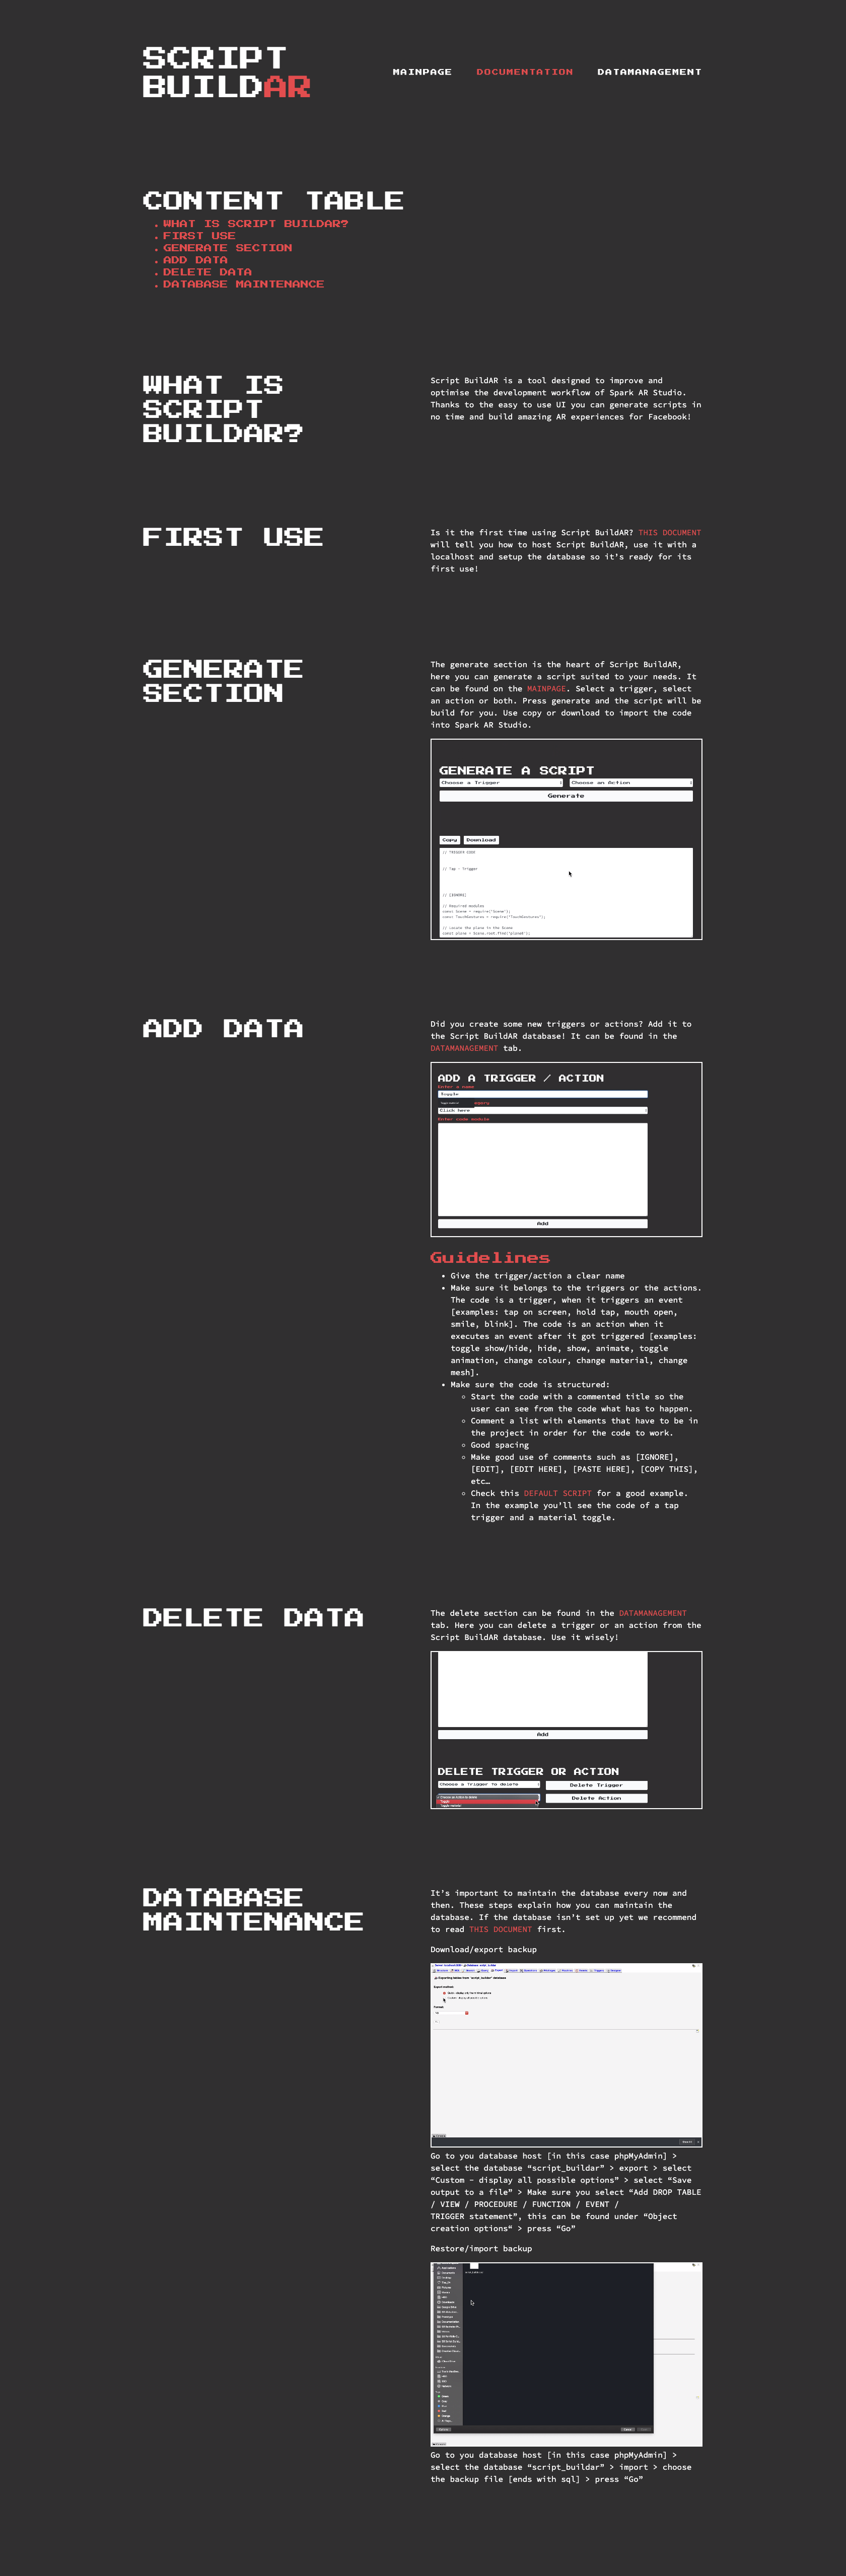 SCRIPT
BUILDAR
MAINPAGE
DOCUMENTATION
DATAMANAGEMENT
CONTENT TABLE
• WHAT IS SCRIPT BUILDAR?
• FIRST USE
• GENERATE SECTION
• ADD DATA
• DELETE DATA
• DATABASE MAINTENANCE
WHAT IS
SCRIPT
BUILDAR?
Script BuildAR is a tool designed to improve and
optimise the development workflow of Spark AR Studio.
Thanks to the easy to use UI you can generate scripts in
no time and build amazing AR experiences for Facebook!
FIRST USE
Is it the first time using Script BuildAR? THIS DOCUMENT
will tell you how to host Script BuildAR, use it with a
localhost and setup the database so it's ready for its
first use!
GENERATE
SECTION
The generate section is the heart of Script BuildAR,
here you can generate a script suited to your needs. It
can be found on the MAINPAGE. Select a trigger, select
an action or both. Press generate and the script will be
build for you. Use copy or download to import the code
into Spark AR Studio.
GENERATE A SCRIPT
Choose a Trigger
Choose an Action
Generate
Copy
Download
// TRIGGER CODE
// Tap - Trigger
// [IGNORE]
// Required modules
const Scene = require("Scene");
const TouchGestures = require("TouchGestures");
// Locate the plane in the Scene
const plane = Scene.root.find("plane0");
ADD DATA
Did you create some new triggers or actions? Add it to
the Script BuildAR database! It can be found in the
DATAMANAGEMENT tab.
ADD A TRIGGER / ACTION
Enter a name
Toggle
Click here
Enter code module
Add
Guidelines
• Give the trigger/action a clear name
• Make sure it belongs to the triggers or the actions.
The code is a trigger, when it triggers an event
[examples: tap on screen, hold tap, mouth open,
smile, blink]. The code is an action when it
executes an event after it got triggered [examples:
toggle show/hide, hide, show, animate, toggle
animation, change colour, change material, change
mesh].
• Make sure the code is structured:
◦ Start the code with a commented title so the
user can see from the code what has to happen.
◦ Comment a list with elements that have to be in
the project in order for the code to work.
◦ Good spacing
◦ Make good use of comments such as [IGNORE],
[EDIT], [EDIT HERE], [PASTE HERE], [COPY THIS],
etc…
◦ Check this DEFAULT SCRIPT for a good example.
In the example you'll see the code of a tap
trigger and a material toggle.
DELETE DATA
The delete section can be found in the DATAMANAGEMENT
tab. Here you can delete a trigger or an action from the
Script BuildAR database. Use it wisely!
Add
DELETE TRIGGER OR ACTION
Choose a Trigger to delete
Delete Trigger
Choose an Action to delete
Delete Action
Toggle
DATABASE
MAINTENANCE
It's important to maintain the database every now and
then. These steps explain how you can maintain the
database. If the database isn't set up yet we recommend
to read THIS DOCUMENT first.
Download/export backup
Go to you database host [in this case phpMyAdmin] >
select the database “script_buildar” > export > select
“Custom – display all possible options” > select “Save
output to a file” > Make sure you select “Add DROP TABLE
/ VIEW / PROCEDURE / FUNCTION / EVENT /
TRIGGER statement”, this can be found under “Object
creation options“ > press “Go”
Restore/import backup
Go to you database host [in this case phpMyAdmin] >
select the database “script_buildar” > import > choose
the backup file [ends with sql] > press “Go”